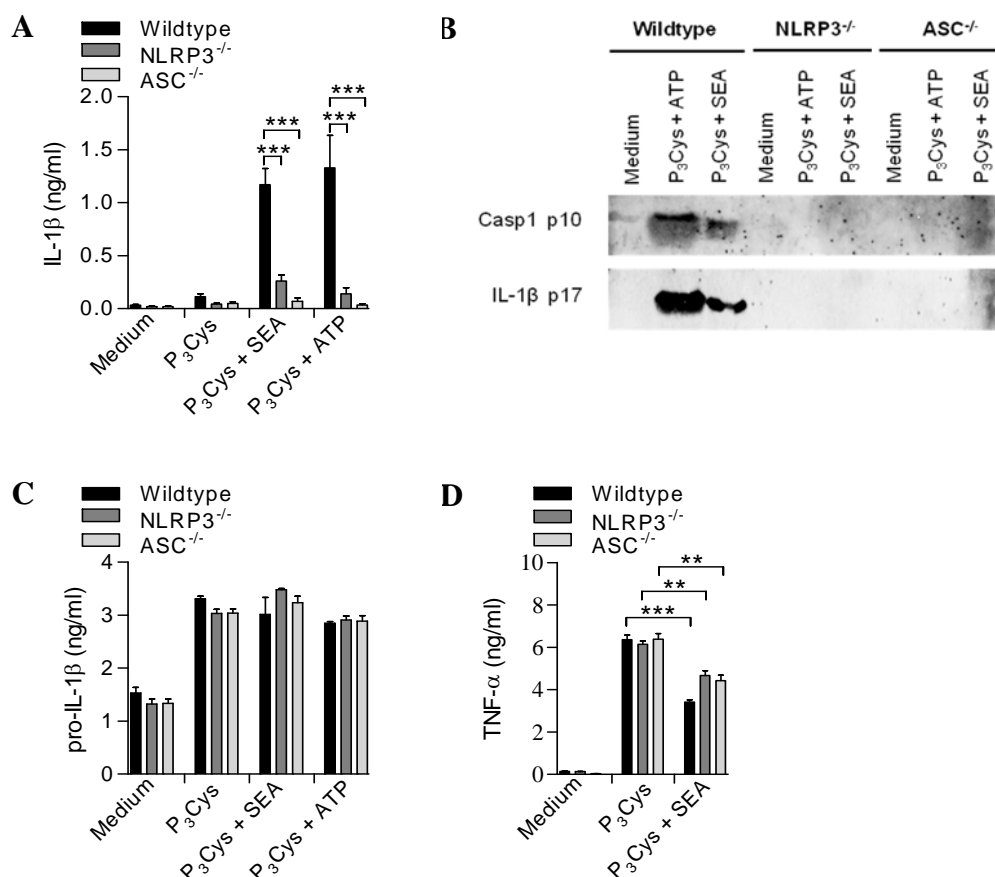 A
Wildtype
NLRP3-/-
ASC-/-
IL-1β (ng/ml)
2.0
1.5
1.0
0.5
0.0
***
***
***
***
Medium
P3Cys
P3Cys + SEA
P3Cys + ATP
B
Wildtype
NLRP3-/-
ASC-/-
Medium
P3Cys + ATP
P3Cys + SEA
Medium
P3Cys + ATP
P3Cys + SEA
Medium
P3Cys + ATP
P3Cys + SEA
Casp1 p10
IL-1β p17
C
Wildtype
NLRP3-/-
ASC-/-
pro-IL-1β (ng/ml)
4
3
2
1
0
Medium
P3Cys
P3Cys + SEA
P3Cys + ATP
D
Wildtype
NLRP3-/-
ASC-/-
TNF-α (ng/ml)
10
8
6
4
2
0
**
**
***
Medium
P3Cys
P3Cys + SEA